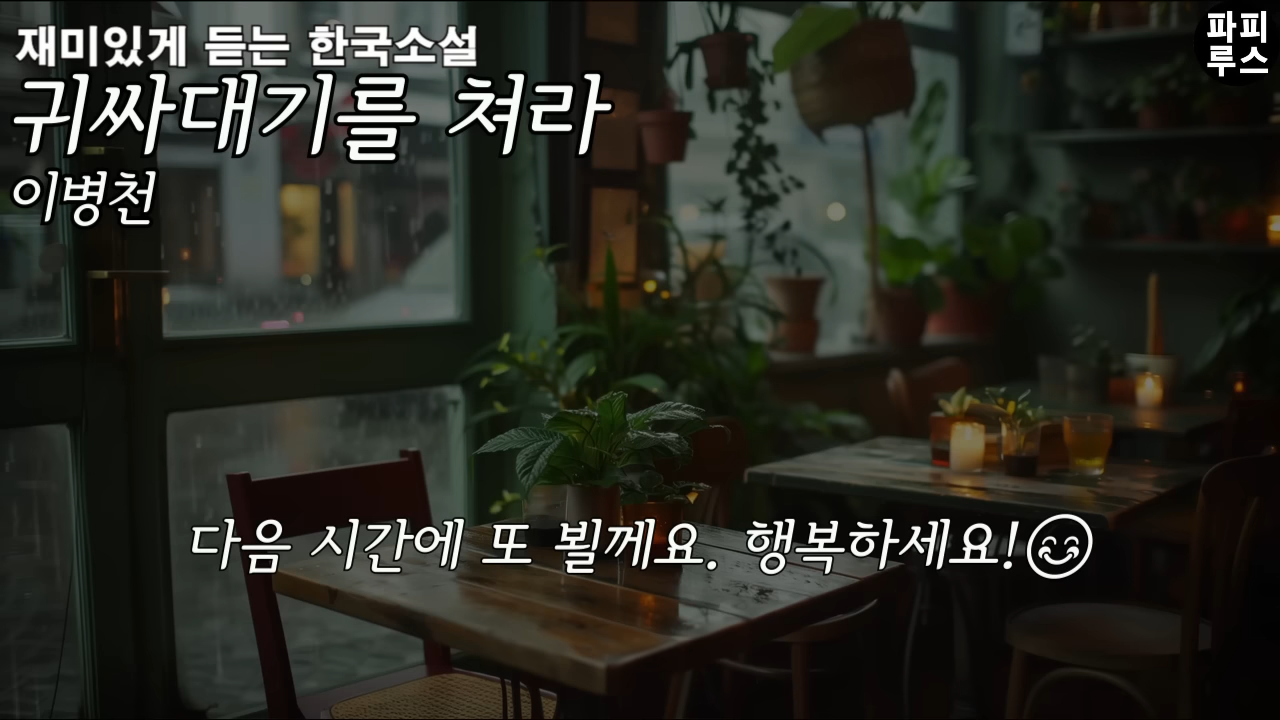 재미있게 듣는 한국소설
귀싸대기를 쳐라
이병천
파피
루스
다음 시간에 또 뵐께요. 행복하세요!😊